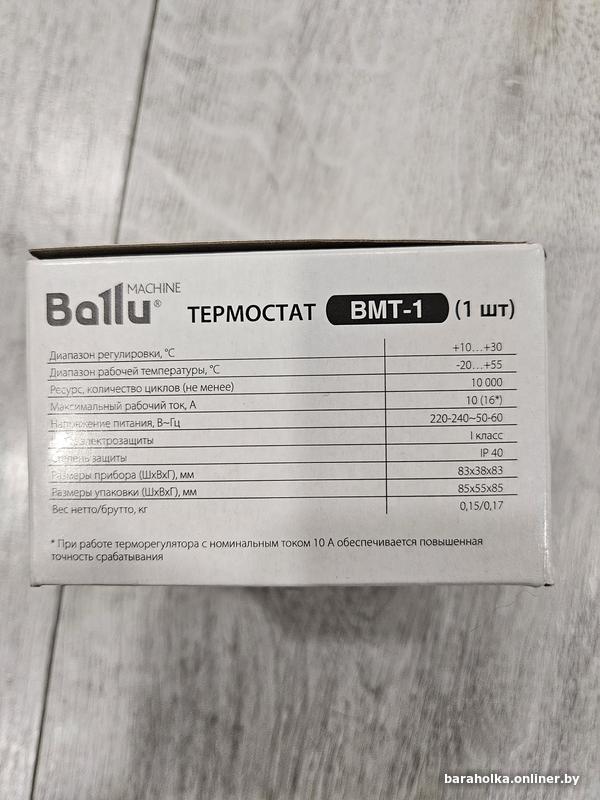 Ballu® MACHINE
ТЕРМОСТАТ BMT-1 (1 шт)
Диапазон регулировки, °С +10…+30
Диапазон рабочей температуры, °С -20…+55
Ресурс, количество циклов (не менее) 10 000
Максимальный рабочий ток, А 10 (16*)
Напряжение питания, В~Гц 220-240~50-60
электрозащиты I класс
Степень защиты IP 40
Размеры прибора (ШхВхГ), мм 83х38х83
Размеры упаковки (ШхВхГ), мм 85х55х85
Вес нетто/брутто, кг 0,15/0,17
* При работе терморегулятора с номинальным током 10 А обеспечивается повышенная
точность срабатывания
baraholka.onliner.by